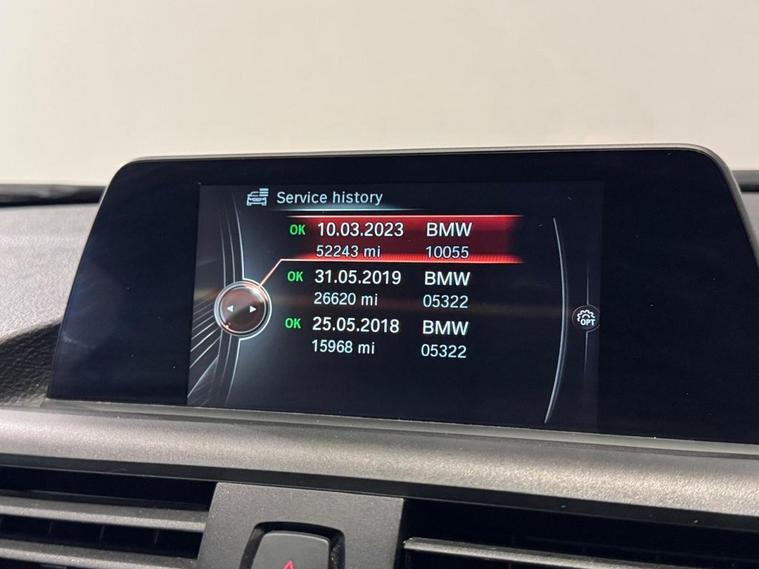 Service history
OK 10.03.2023 BMW
52243 mi 10055
OK 31.05.2019 BMW
26620 mi 05322
OK 25.05.2018 BMW
15968 mi 05322
OPT